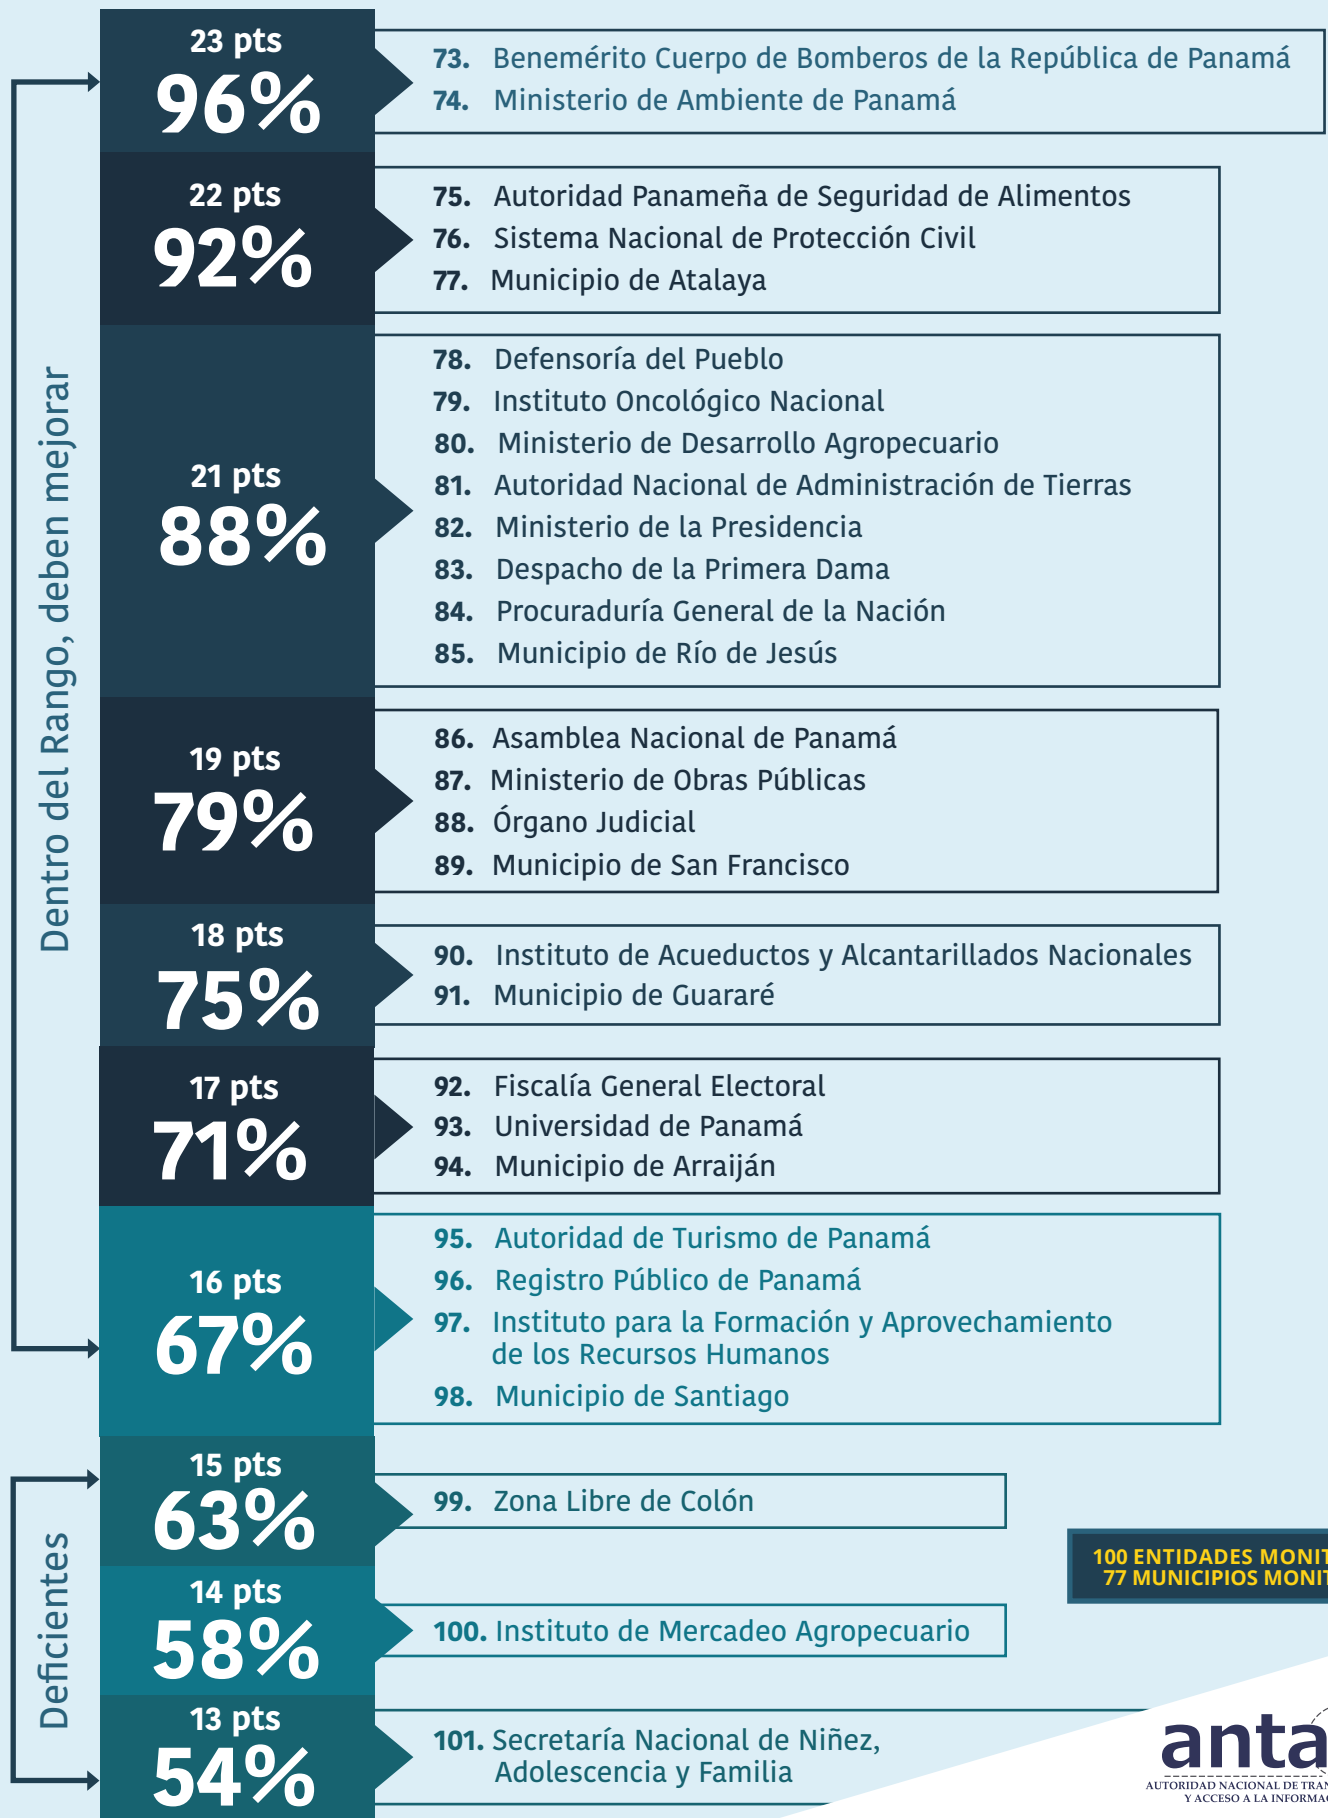 Dentro del Rango, deben mejorar
23 pts
96%
73. Benemérito Cuerpo de Bomberos de la República de Panamá
74. Ministerio de Ambiente de Panamá
22 pts
92%
75. Autoridad Panameña de Seguridad de Alimentos
76. Sistema Nacional de Protección Civil
77. Municipio de Atalaya
21 pts
88%
78. Defensoría del Pueblo
79. Instituto Oncológico Nacional
80. Ministerio de Desarrollo Agropecuario
81. Autoridad Nacional de Administración de Tierras
82. Ministerio de la Presidencia
83. Despacho de la Primera Dama
84. Procuraduría General de la Nación
85. Municipio de Río de Jesús
19 pts
79%
86. Asamblea Nacional de Panamá
87. Ministerio de Obras Públicas
88. Órgano Judicial
89. Municipio de San Francisco
18 pts
75%
90. Instituto de Acueductos y Alcantarillados Nacionales
91. Municipio de Guararé
17 pts
71%
92. Fiscalía General Electoral
93. Universidad de Panamá
94. Municipio de Arraiján
16 pts
67%
95. Autoridad de Turismo de Panamá
96. Registro Público de Panamá
97. Instituto para la Formación y Aprovechamiento
de los Recursos Humanos
98. Municipio de Santiago
Deficientes
15 pts
63%
99. Zona Libre de Colón
14 pts
58%
100. Instituto de Mercadeo Agropecuario
13 pts
54%
101. Secretaría Nacional de Niñez,
Adolescencia y Familia
100 ENTIDADES
77 MUNICIPIOS
anta
AUTORIDAD NACIONAL DE
Y ACCESO A LA